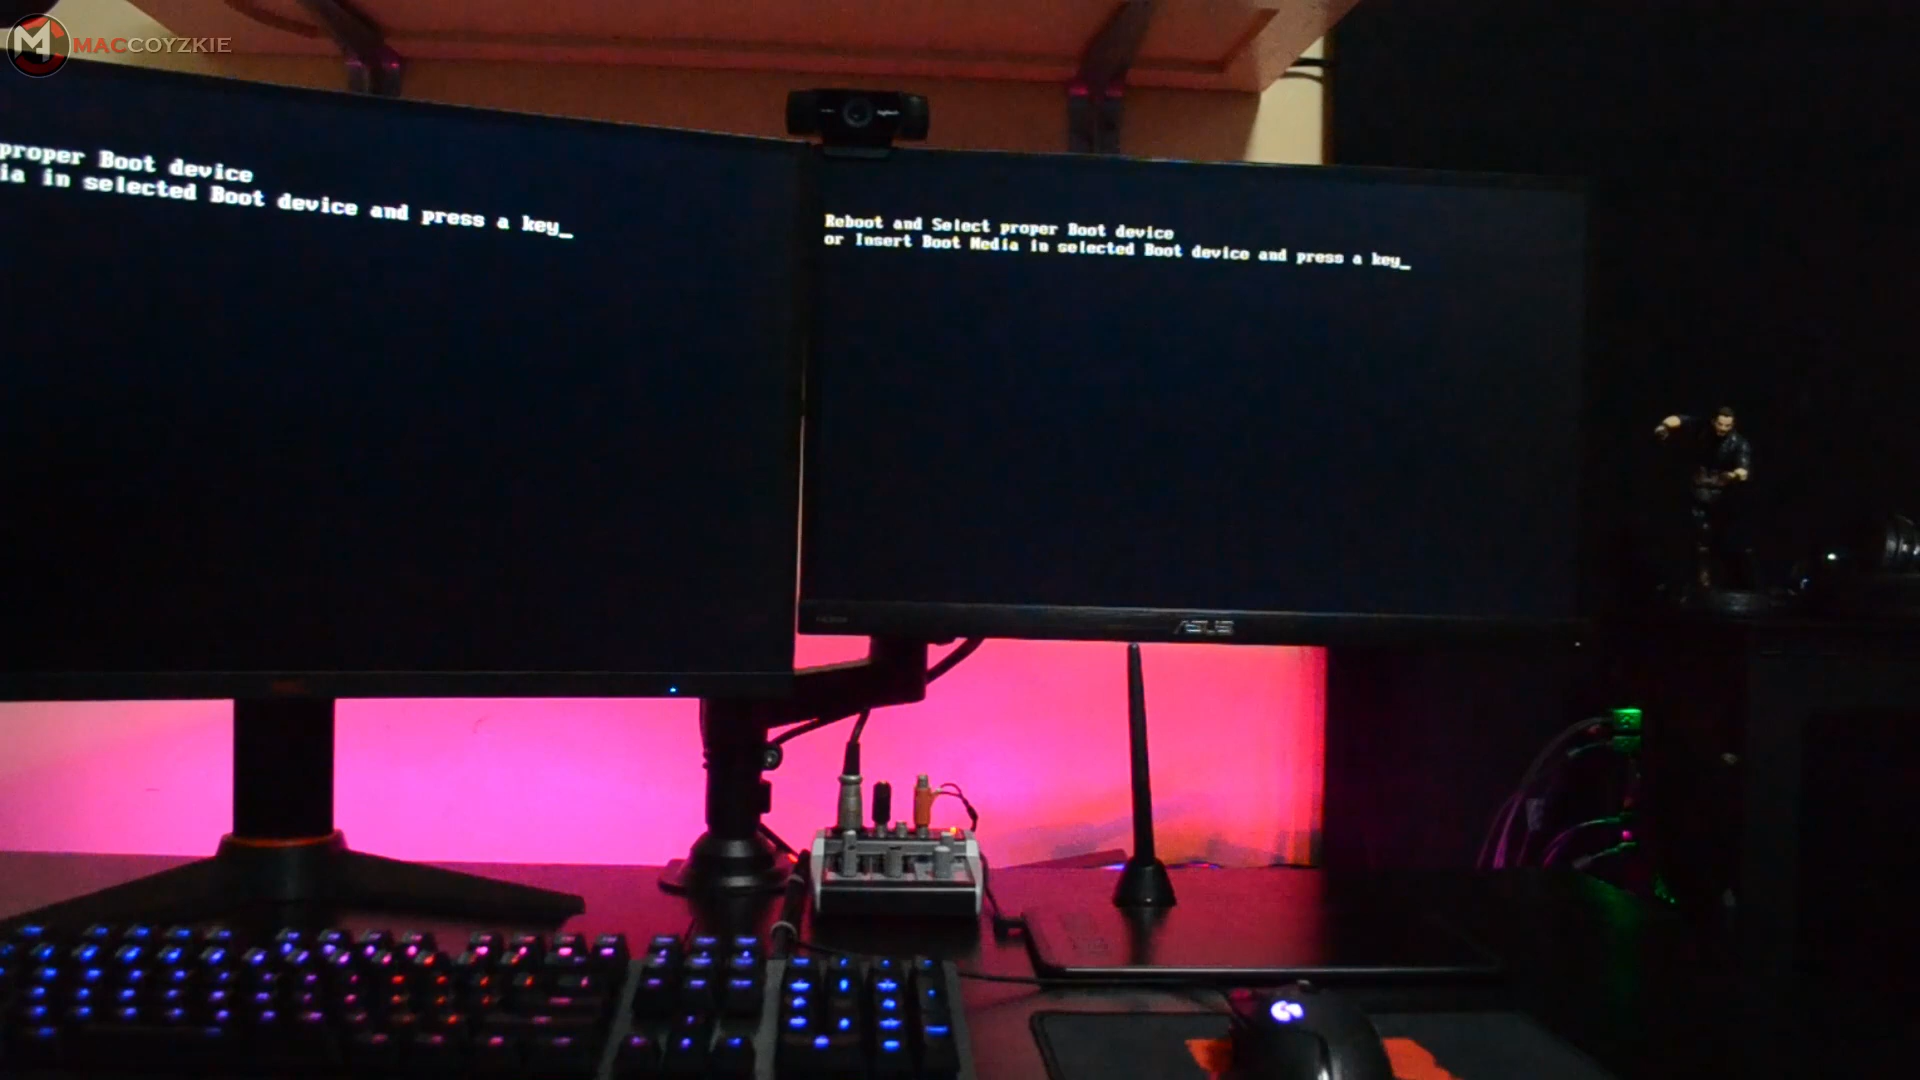 MACCOYZKIE
proper Boot device
ia in selected Boot device and press a key_
Reboot and Select proper Boot device
or Insert Boot Media in selected Boot device and press a key_
logitech
ASUS